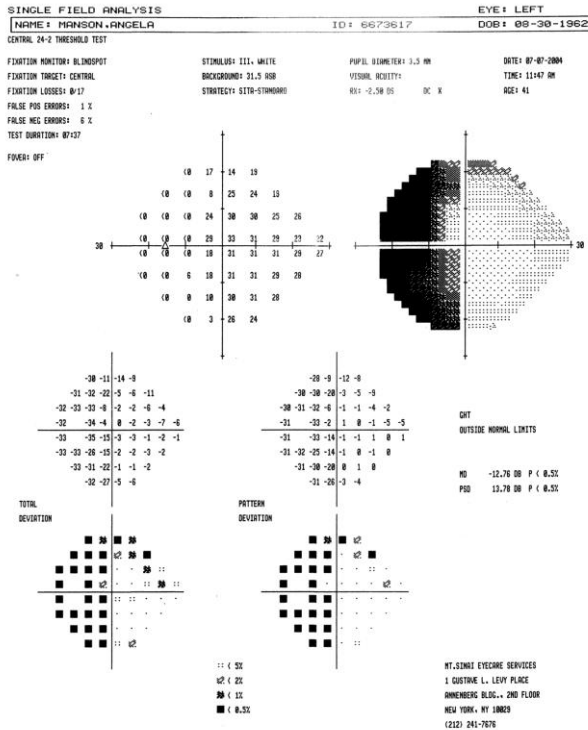 SINGLE FIELD ANALYSIS EYE: LEFT
NAME: MANSON,ANGELA ID: 6673617 DOB: 08-30-1962
CENTRAL 24-2 THRESHOLD TEST
FIXATION MONITOR: BLINDSPOT STIMULUS: III, WHITE PUPIL DIAMETER: 3.5 MM DATE: 07-07-2004
FIXATION TARGET: CENTRAL BACKGROUND: 31.5 ASB VISUAL ACUITY: TIME: 11:47 AM
FIXATION LOSSES: 0/17 STRATEGY: SITA-STANDARD RX: -2.50 DS DC X AGE: 41
FALSE POS ERRORS: 1 %
FALSE NEG ERRORS: 6 %
TEST DURATION: 07:37
FOVEA: OFF
<0 17 14 19
<0 <0 8 25 24 19
<0 <0 <0 24 30 30 25 26
30 <0 <0 <0 29 33 31 29 23 22 30
<0 <0 <0 18 31 31 31 29 27
<0 <0 6 18 31 31 29 28
<0 0 10 30 31 28
<0 3 26 24
-30 -11 -14 -9 -28 -9 -12 -8
-31 -32 -22 -5 -6 -11 -30 -30 -20 -3 -5 -9
-32 -33 -33 -8 -2 -2 -6 -4 -30 -31 -32 -6 -1 -1 -4 -2
-32 -34 -4 0 -2 -3 -7 -6 -31 -33 -2 1 0 -1 -5 -5
-33 -35 -15 -3 -3 -1 -2 -1 -31 -33 -14 -1 -1 1 0 1
-33 -33 -26 -15 -2 -2 -3 -2 -31 -32 -25 -14 -1 0 -1 0
-33 -31 -22 -1 -1 -2 -31 -30 -20 0 1 0
-32 -27 -5 -6 -31 -26 -3 -4
GHT
OUTSIDE NORMAL LIMITS
MD -12.76 DB P < 0.5%
PSD 13.78 DB P < 0.5%
TOTAL DEVIATION
PATTERN DEVIATION
< 5%
< 2%
< 1%
< 0.5%
MT.SINAI EYECARE SERVICES
1 GUSTAVE L. LEVY PLACE
ANNENBERG BLDG., 2ND FLOOR
NEW YORK, NY 10029
(212) 241-7676